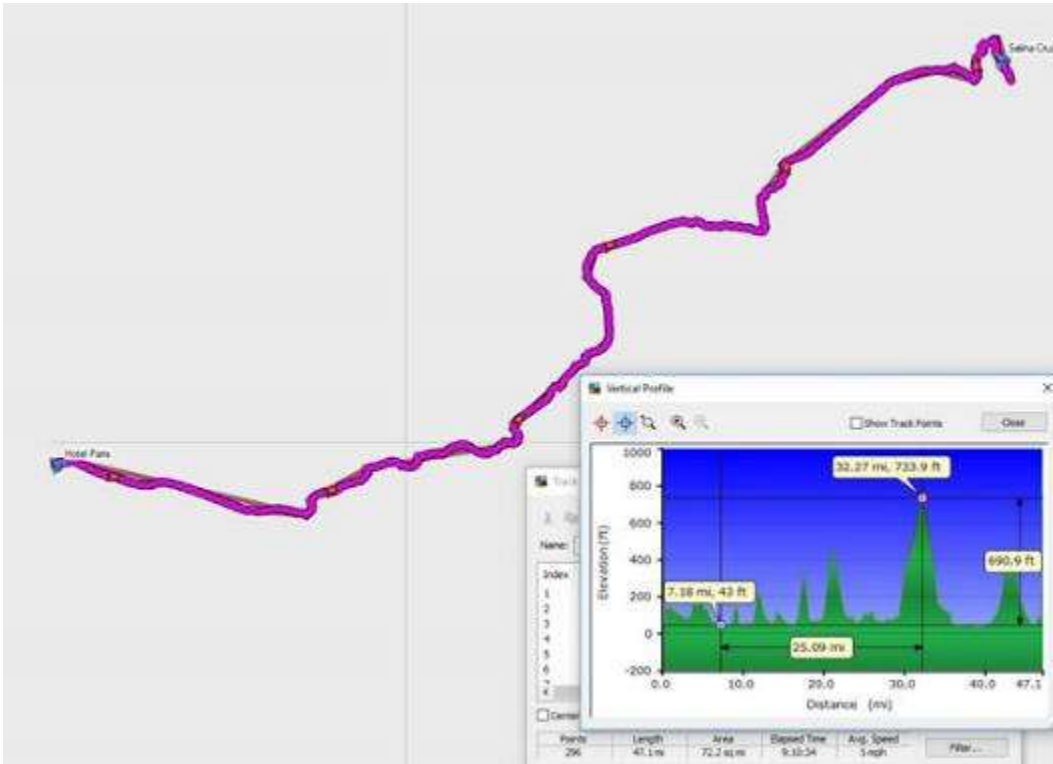 Salina Cruz
Hotel Paris
Vertical Profile
Show Track Points
Close
1000
800
600
400
200
0
-200
Elevation(ft)
32.27 mi, 733.9 ft
690.9 ft
7.18 mi, 43 ft
25.09 mi
0.0 10.0 20.0 30.0 40.0 47.1
Distance (mi)
Track
Name:
Index
1
2
3
4
5
6
7
Center
Points Length Area Elapsed Time Avg. Speed
296 47.1 mi 72.2 sq mi 9:10:34 5 mph
Filter...